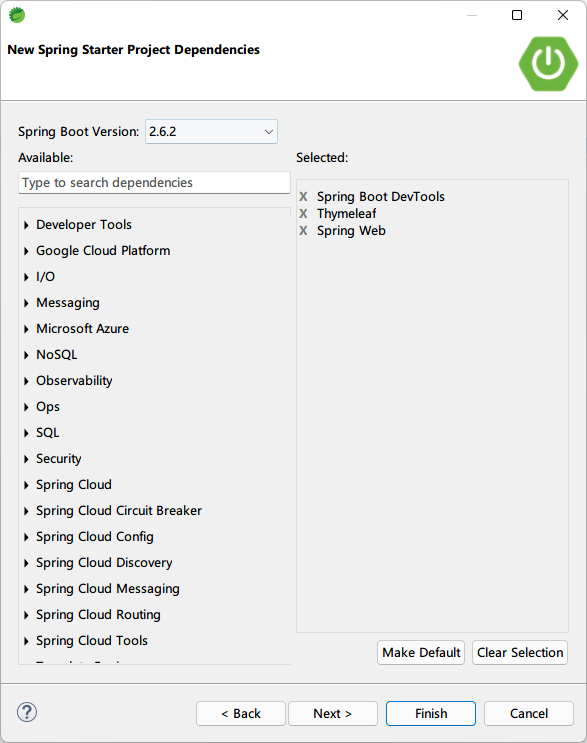 New Spring Starter Project Dependencies
Spring Boot Version: 2.6.2
Available:
Type to search dependencies
Developer Tools
Google Cloud Platform
I/O
Messaging
Microsoft Azure
NoSQL
Observability
Ops
SQL
Security
Spring Cloud
Spring Cloud Circuit Breaker
Spring Cloud Config
Spring Cloud Discovery
Spring Cloud Messaging
Spring Cloud Routing
Spring Cloud Tools
Selected:
X Spring Boot DevTools
X Thymeleaf
X Spring Web
Make Default Clear Selection
? < Back Next > Finish Cancel